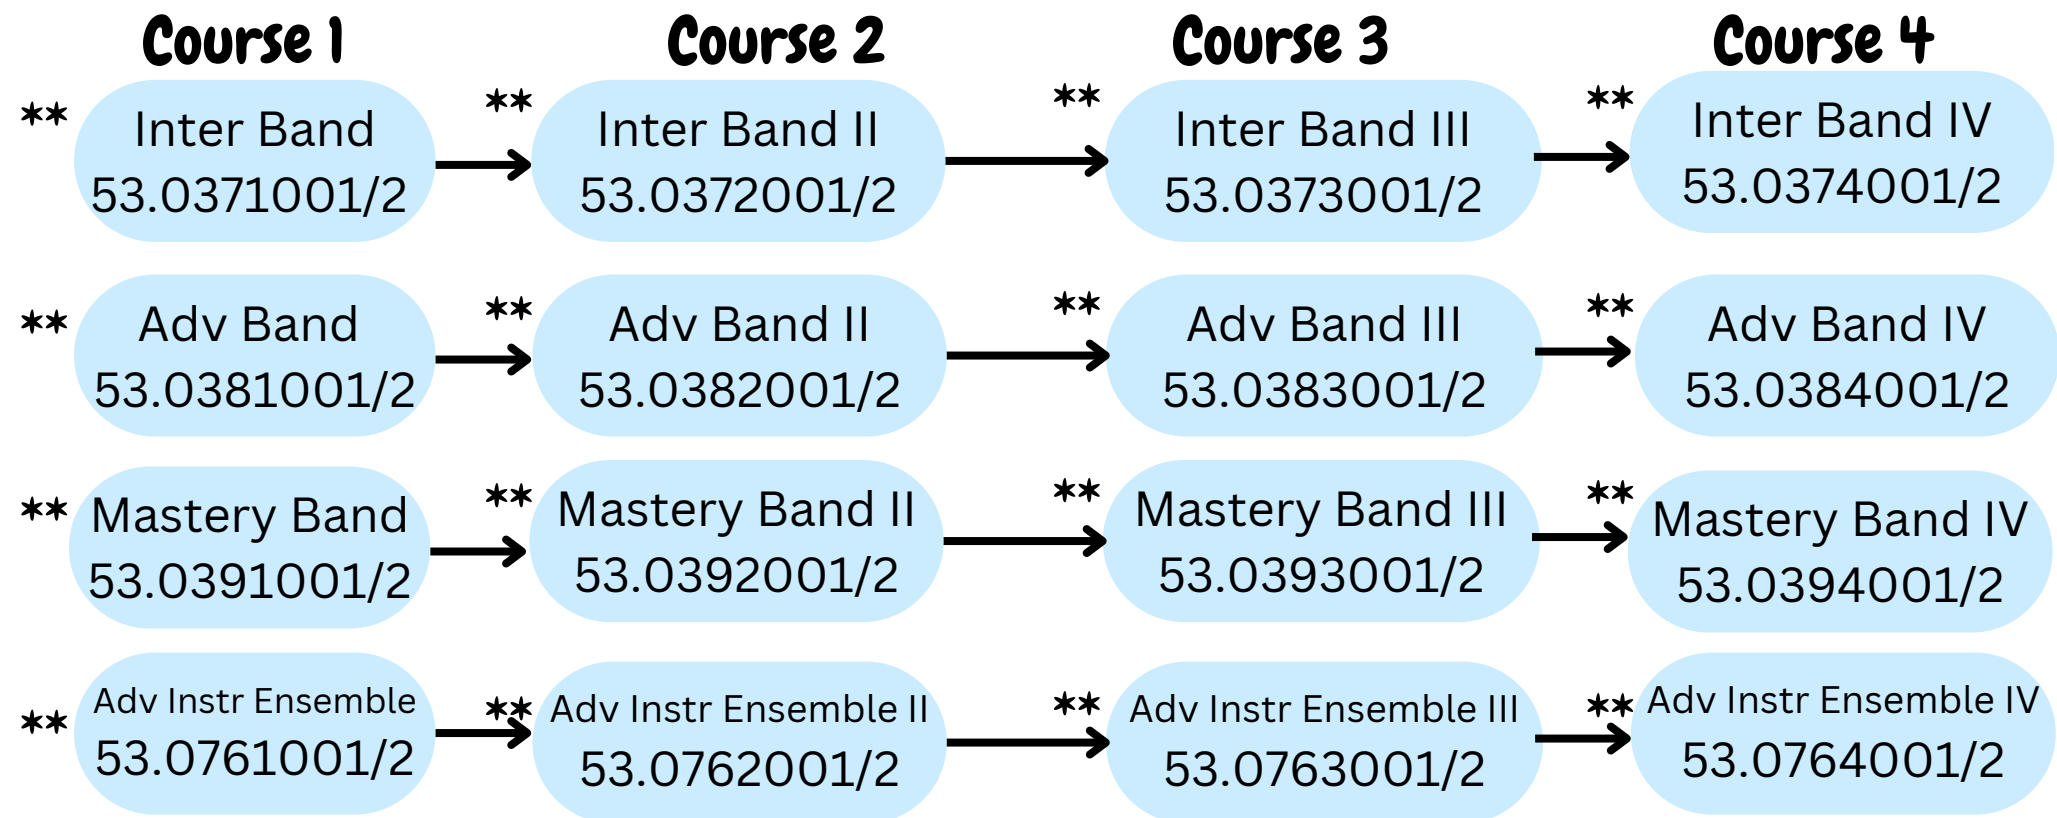 Course 1 Course 2 Course 3 Course 4
** Inter Band ** Inter Band II ** Inter Band III ** Inter Band IV
53.0371001/2 53.0372001/2 53.0373001/2 53.0374001/2
** Adv Band ** Adv Band II ** Adv Band III ** Adv Band IV
53.0381001/2 53.0382001/2 53.0383001/2 53.0384001/2
** Mastery Band ** Mastery Band II ** Mastery Band III ** Mastery Band IV
53.0391001/2 53.0392001/2 53.0393001/2 53.0394001/2
** Adv Instr Ensemble ** Adv Instr Ensemble II ** Adv Instr Ensemble III ** Adv Instr Ensemble IV
53.0761001/2 53.0762001/2 53.0763001/2 53.0764001/2